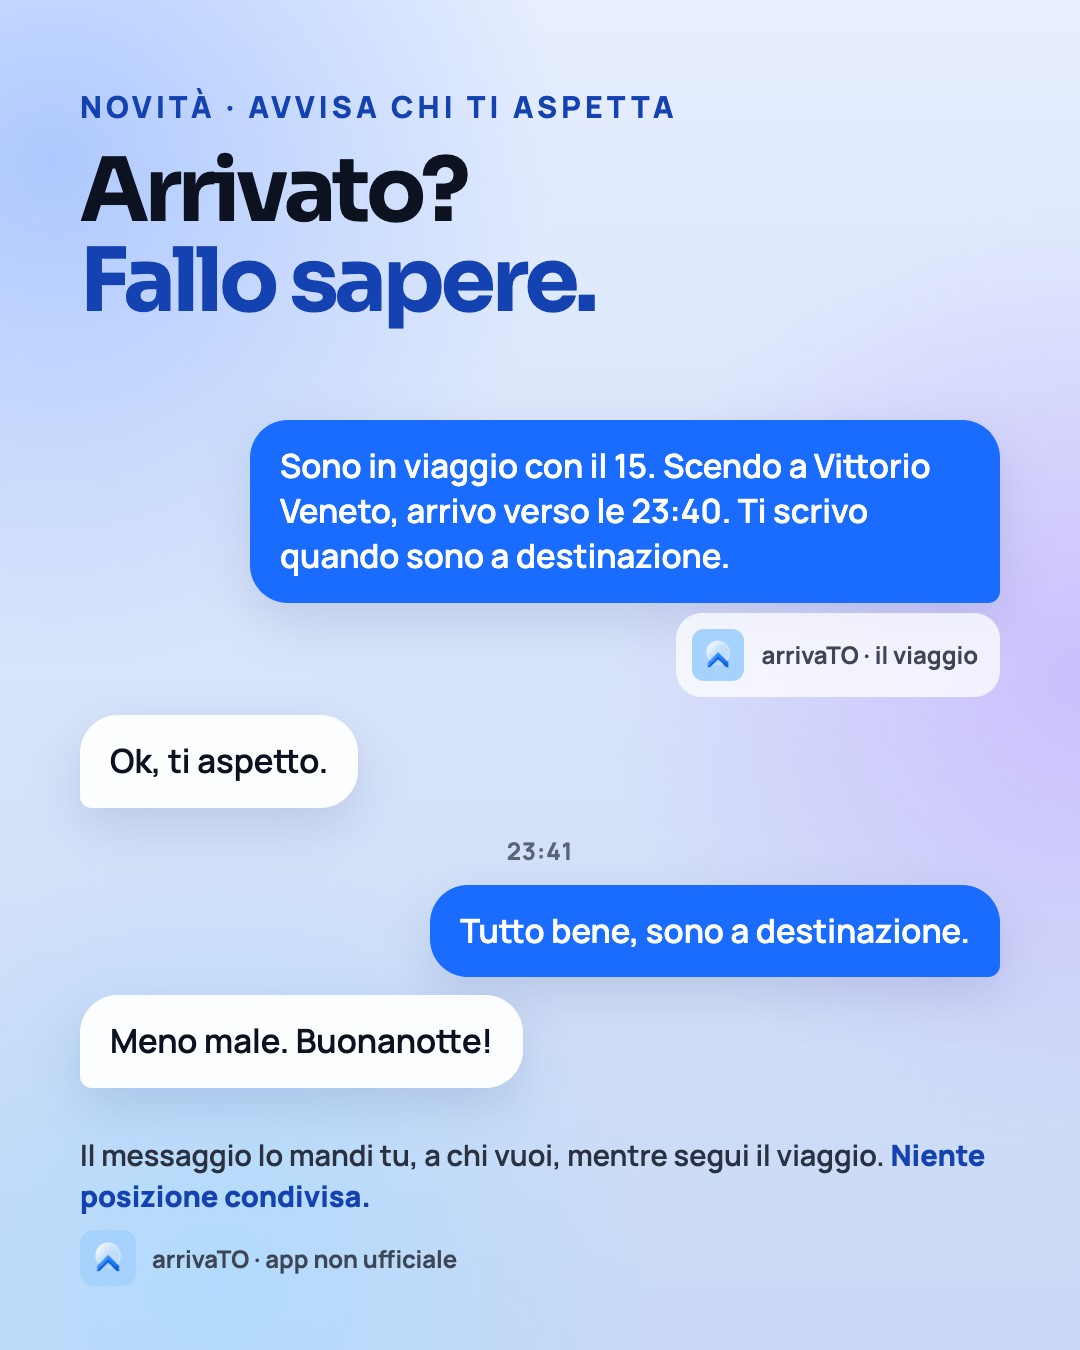 NOVITÀ · AVVISA CHI TI ASPETTA
Arrivato?
Fallo sapere.
Sono in viaggio con il 15. Scendo a Vittorio
Veneto, arrivo verso le 23:40. Ti scrivo
quando sono a destinazione.
arrivaTO · il viaggio
Ok, ti aspetto.
23:41
Tutto bene, sono a destinazione.
Meno male. Buonanotte!
Il messaggio lo mandi tu, a chi vuoi, mentre segui il viaggio. Niente
posizione condivisa.
arrivaTO · app non ufficiale